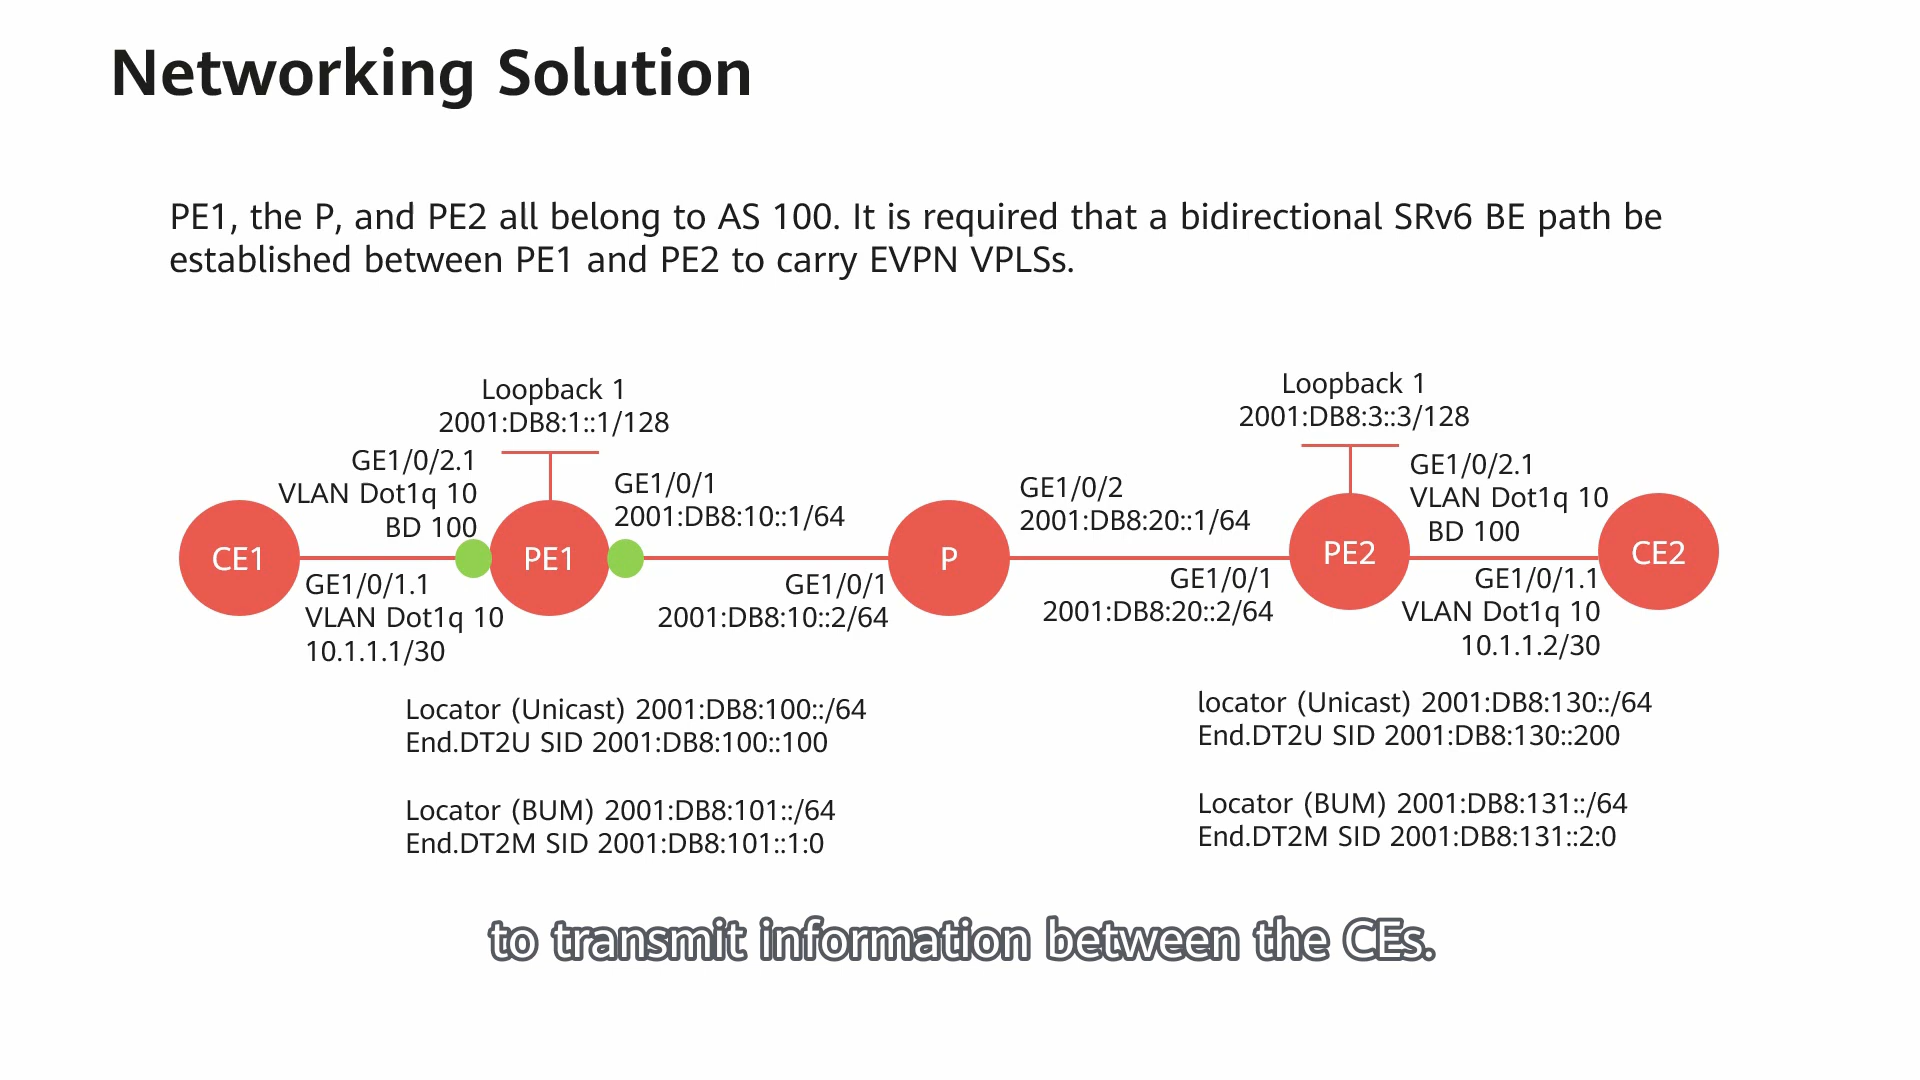 Networking Solution
PE1, the P, and PE2 all belong to AS 100. It is required that a bidirectional SRv6 BE path be
established between PE1 and PE2 to carry EVPN VPLSs.
Loopback 1
2001:DB8:1::1/128
Loopback 1
2001:DB8:3::3/128
GE1/0/2.1
VLAN Dot1q 10
BD 100
GE1/0/1
2001:DB8:10::1/64
GE1/0/2
2001:DB8:20::1/64
GE1/0/2.1
VLAN Dot1q 10
BD 100
CE1
PE1
P
PE2
CE2
GE1/0/1.1
VLAN Dot1q 10
10.1.1.1/30
GE1/0/1
2001:DB8:10::2/64
GE1/0/1
2001:DB8:20::2/64
GE1/0/1.1
VLAN Dot1q 10
10.1.1.2/30
Locator (Unicast) 2001:DB8:100::/64
End.DT2U SID 2001:DB8:100::100
Locator (BUM) 2001:DB8:101::/64
End.DT2M SID 2001:DB8:101::1:0
locator (Unicast) 2001:DB8:130::/64
End.DT2U SID 2001:DB8:130::200
Locator (BUM) 2001:DB8:131::/64
End.DT2M SID 2001:DB8:131::2:0
to transmit information between the CEs.